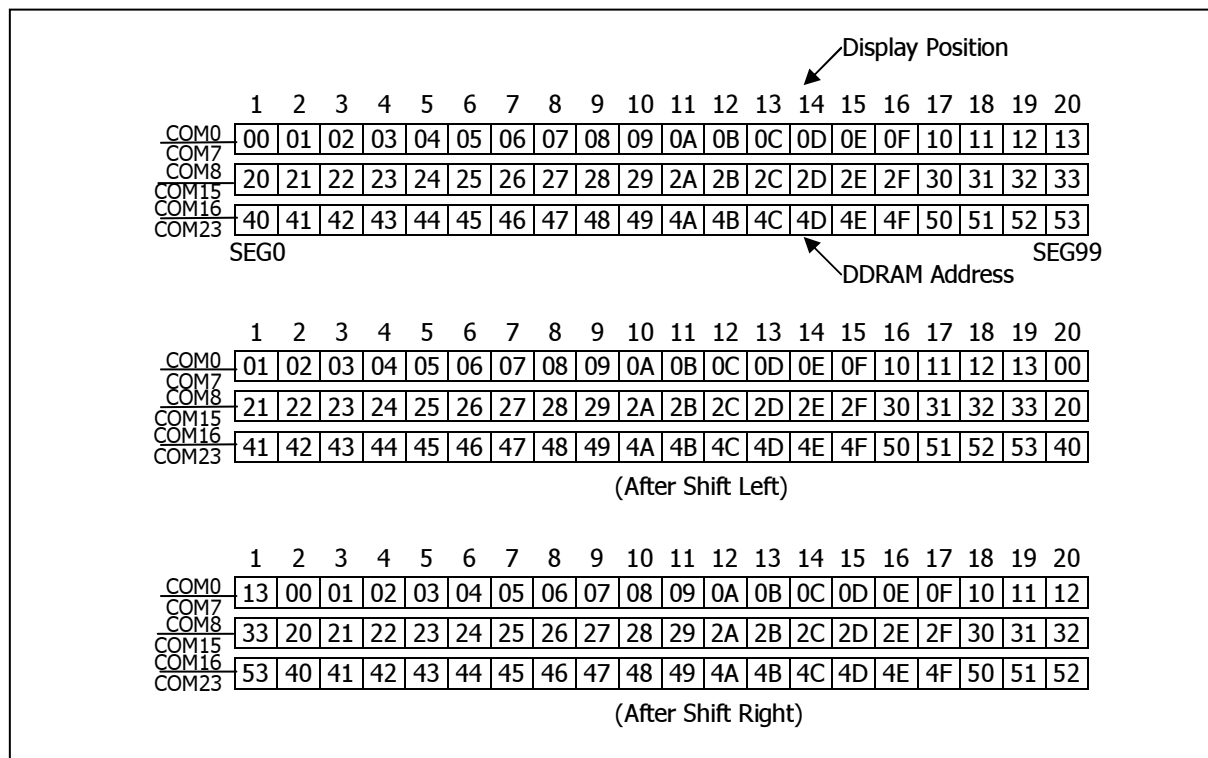 Display Position
1 2 3 4 5 6 7 8 9 10 11 12 13 14 15 16 17 18 19 20
COM0
COM7
00 01 02 03 04 05 06 07 08 09 0A 0B 0C 0D 0E 0F 10 11 12 13
COM8
COM15
20 21 22 23 24 25 26 27 28 29 2A 2B 2C 2D 2E 2F 30 31 32 33
COM16
COM23
40 41 42 43 44 45 46 47 48 49 4A 4B 4C 4D 4E 4F 50 51 52 53
SEG0 SEG99
DDRAM Address
1 2 3 4 5 6 7 8 9 10 11 12 13 14 15 16 17 18 19 20
COM0
COM7
01 02 03 04 05 06 07 08 09 0A 0B 0C 0D 0E 0F 10 11 12 13 00
COM8
COM15
21 22 23 24 25 26 27 28 29 2A 2B 2C 2D 2E 2F 30 31 32 33 20
COM16
COM23
41 42 43 44 45 46 47 48 49 4A 4B 4C 4D 4E 4F 50 51 52 53 40
(After Shift Left)
1 2 3 4 5 6 7 8 9 10 11 12 13 14 15 16 17 18 19 20
COM0
COM7
13 00 01 02 03 04 05 06 07 08 09 0A 0B 0C 0D 0E 0F 10 11 12
COM8
COM15
33 20 21 22 23 24 25 26 27 28 29 2A 2B 2C 2D 2E 2F 30 31 32
COM16
COM23
53 40 41 42 43 44 45 46 47 48 49 4A 4B 4C 4D 4E 4F 50 51 52
(After Shift Right)